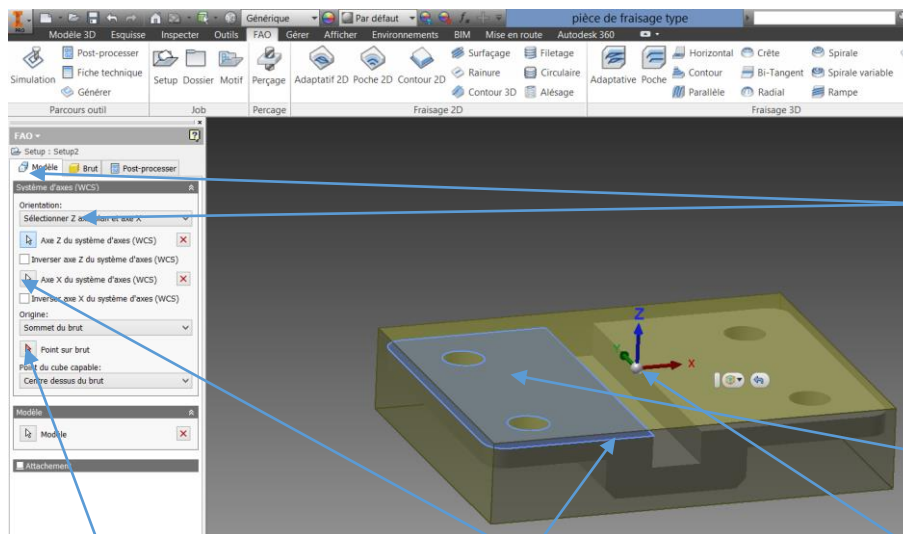 Générique
Par défaut
pièce de fraisage type
PRO
Modèle 3D Esquisse Inspecter Outils FAO Gérer Afficher Environnements BIM Mise en route Autodesk 360
Simulation
Post-processer
Fiche technique
Générer
Setup Dossier Motif
Perçage
Adaptatif 2D Poche 2D Contour 2D
Surfaçage
Rainure
Contour 3D
Filetage
Circulaire
Alésage
Adaptative Poche
Horizontal
Contour
Parallèle
Crête
Bi-Tangent
Radial
Spirale
Spirale variable
Rampe
Parcours outil Job Percage Fraisage 2D Fraisage 3D
FAO
Setup : Setup2
Modèle Brut Post-processer
Système d'axes (WCS)
Orientation:
Sélectionner Z et axe X
Axe Z du système d'axes (WCS)
Inverser axe Z du système d'axes (WCS)
Axe X du système d'axes (WCS)
Inverser axe X du système d'axes (WCS)
Origine:
Sommet du brut
Point sur brut
Point du cube capable:
Centre dessus du brut
Modèle
Modèle
Attachement
Z
Y
X